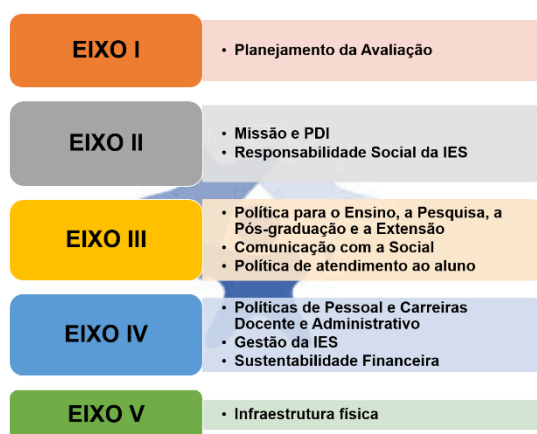 EIXO I
• Planejamento da Avaliação
EIXO II
• Missão e PDI
• Responsabilidade Social da IES
EIXO III
• Política para o Ensino, a Pesquisa, a
Pós-graduação e a Extensão
• Comunicação com a Social
• Política de atendimento ao aluno
EIXO IV
• Políticas de Pessoal e Carreiras
Docente e Administrativo
• Gestão da IES
• Sustentabilidade Financeira
EIXO V
• Infraestrutura física